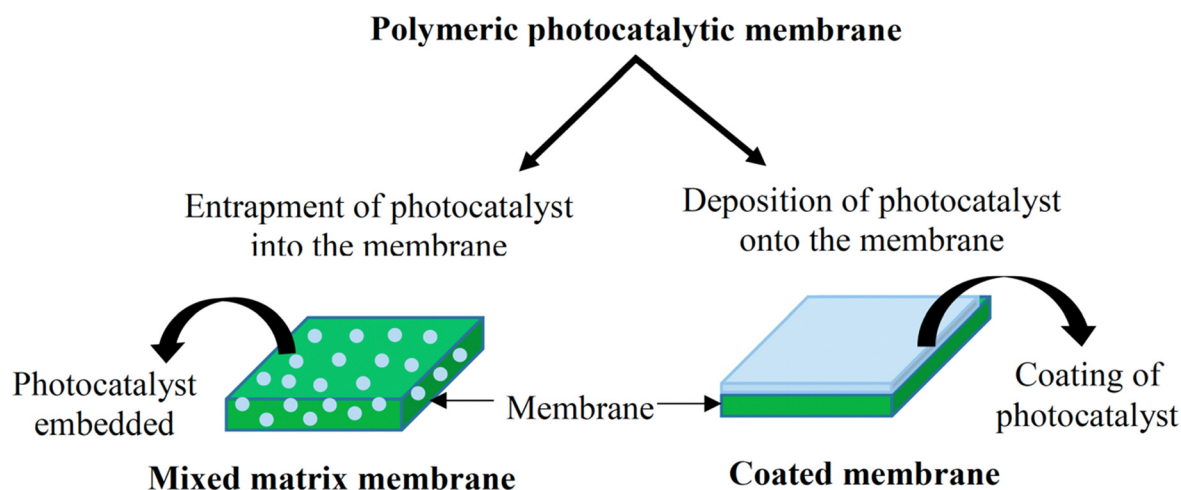 Polymeric photocatalytic membrane
Entrapment of photocatalyst
into the membrane
Deposition of photocatalyst
onto the membrane
Photocatalyst
embedded
Membrane
Coating of
photocatalyst
Mixed matrix membrane
Coated membrane